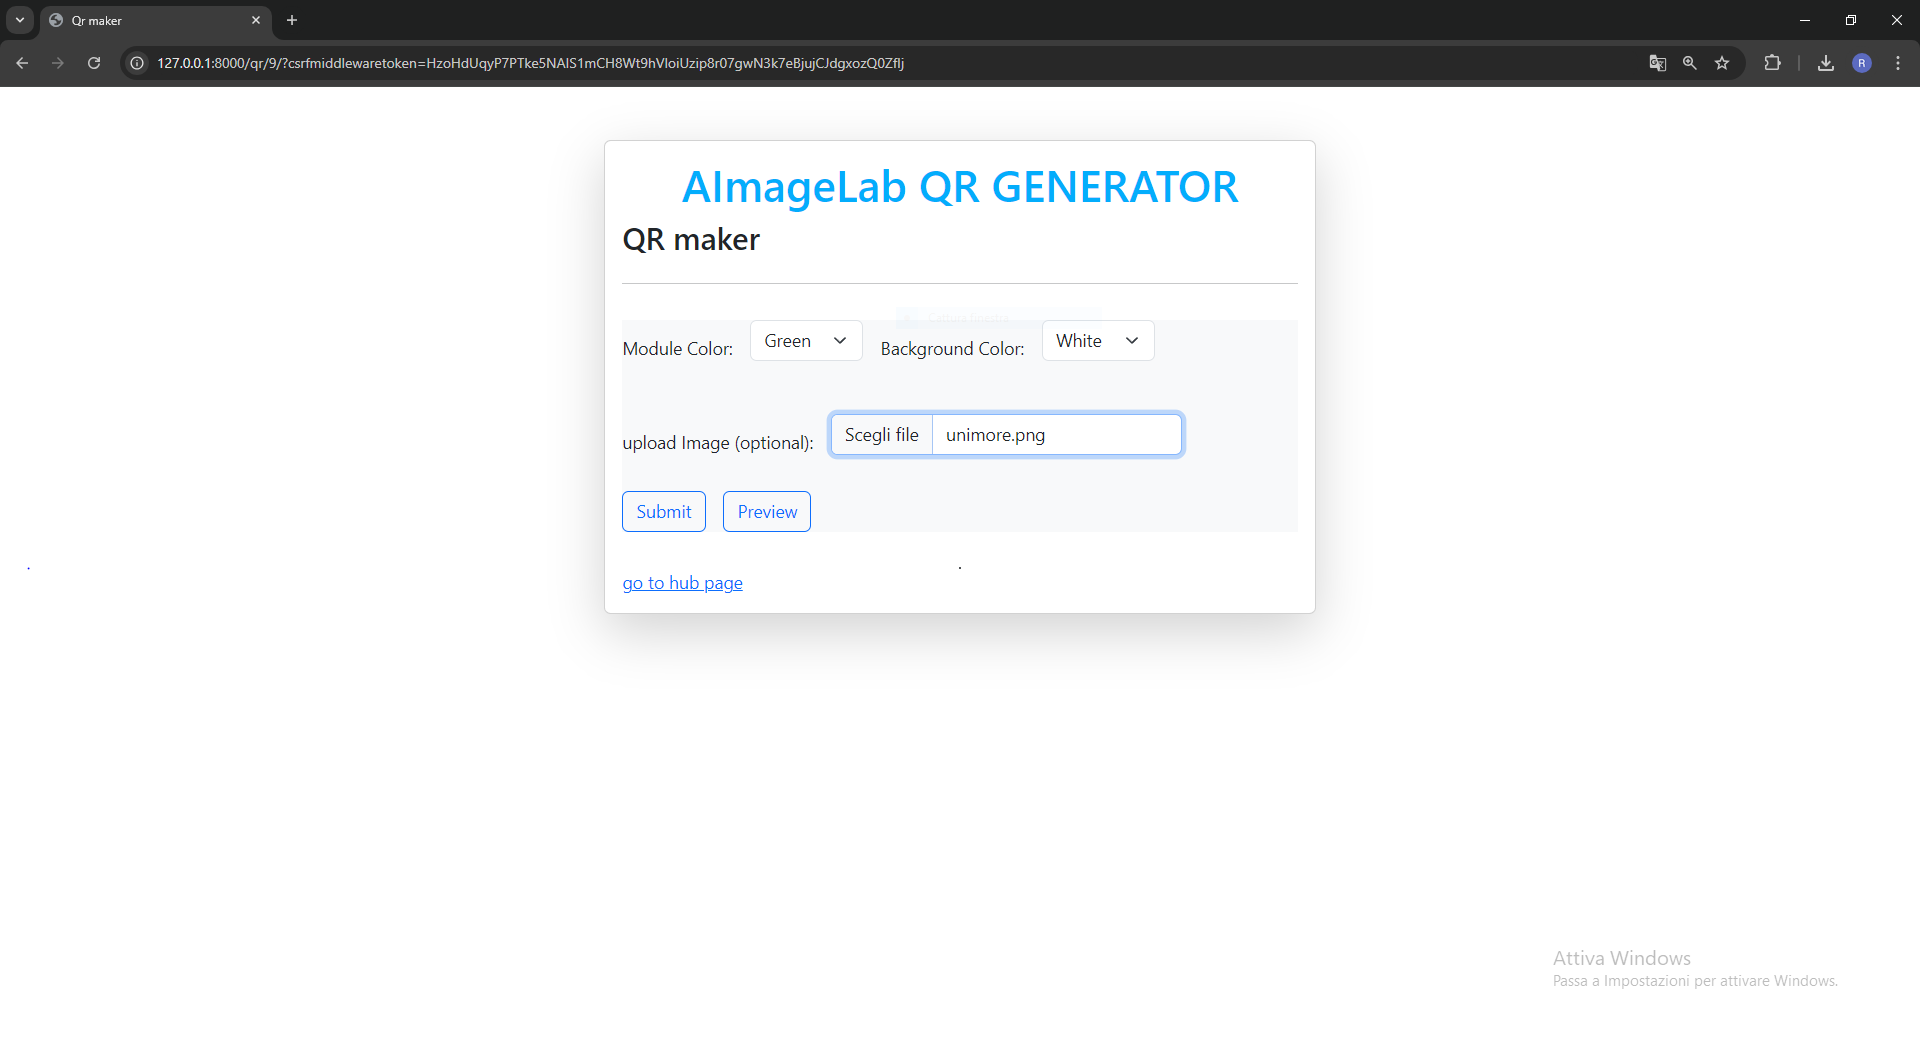 Qr maker
127.0.0.1:8000/qr/9/?csrfmiddlewaretoken=HzoHdUqyP7PTke5NAIS1mCH8Wt9hVloiUzip8r07gwN3k7eBjujCJdgxozQ0Zflj
R
AImageLab QR GENERATOR
QR maker
Module Color: Green Background Color: White
upload Image (optional): Scegli file unimore.png
Submit Preview
go to hub page
Attiva Windows
Passa a Impostazioni per attivare Windows.